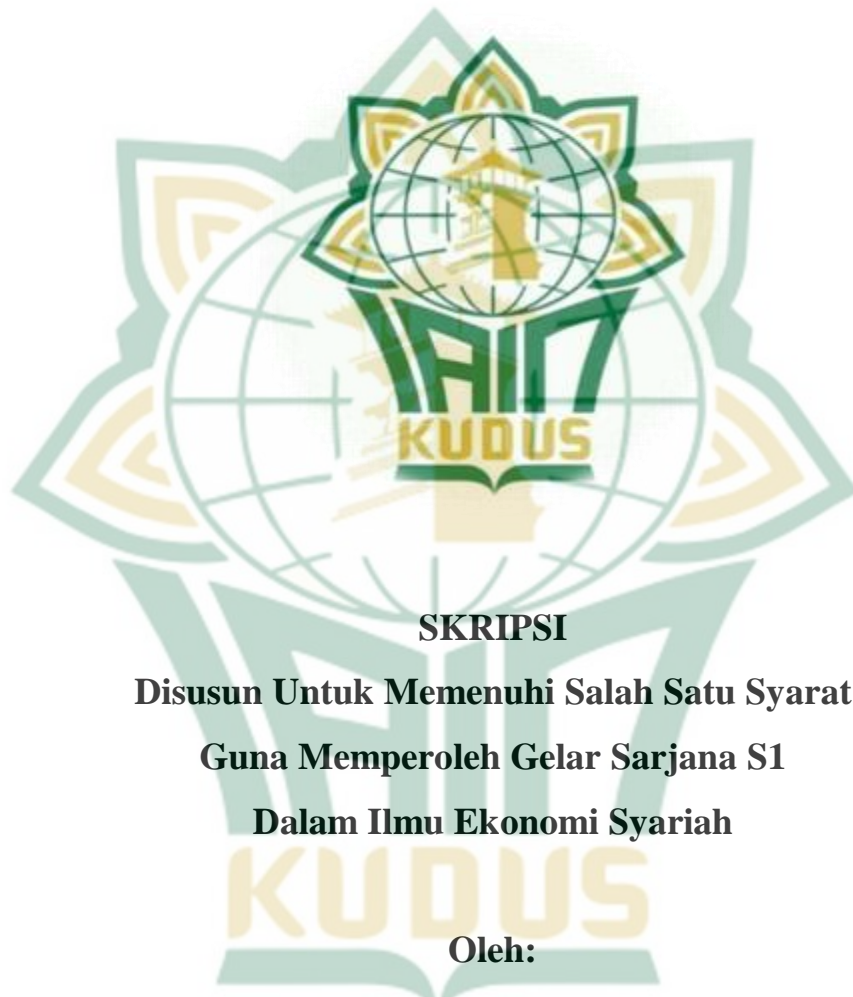 IAIN
KUDUS
SKRIPSI
Disusun Untuk Memenuhi Salah Satu Syarat
Guna Memperoleh Gelar Sarjana S1
Dalam Ilmu Ekonomi Syariah
KUDUS
Oleh: